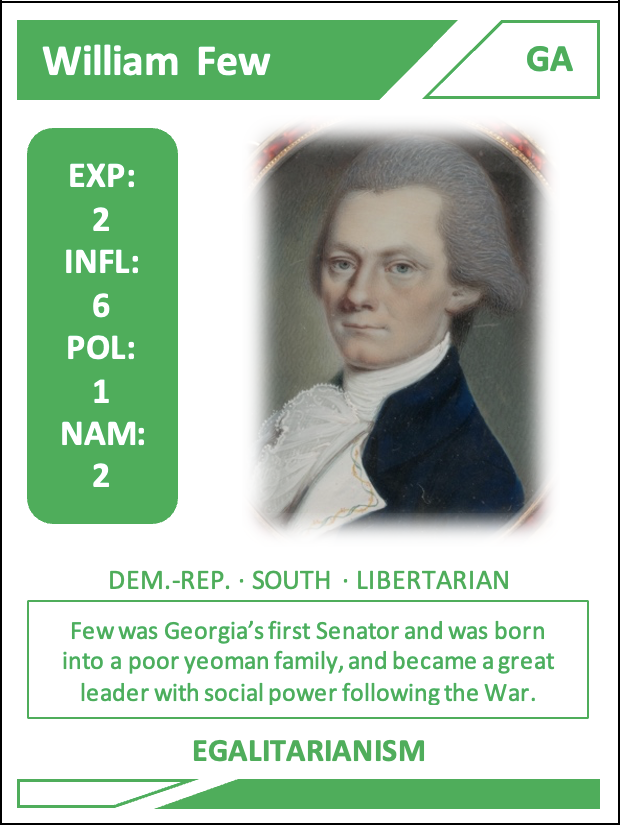 William Few
GA
EXP:
2
INFL:
6
POL:
1
NAM:
2
DEM.-REP. · SOUTH · LIBERTARIAN
Few was Georgia’s first Senator and was born
into a poor yeoman family, and became a great
leader with social power following the War.
EGALITARIANISM